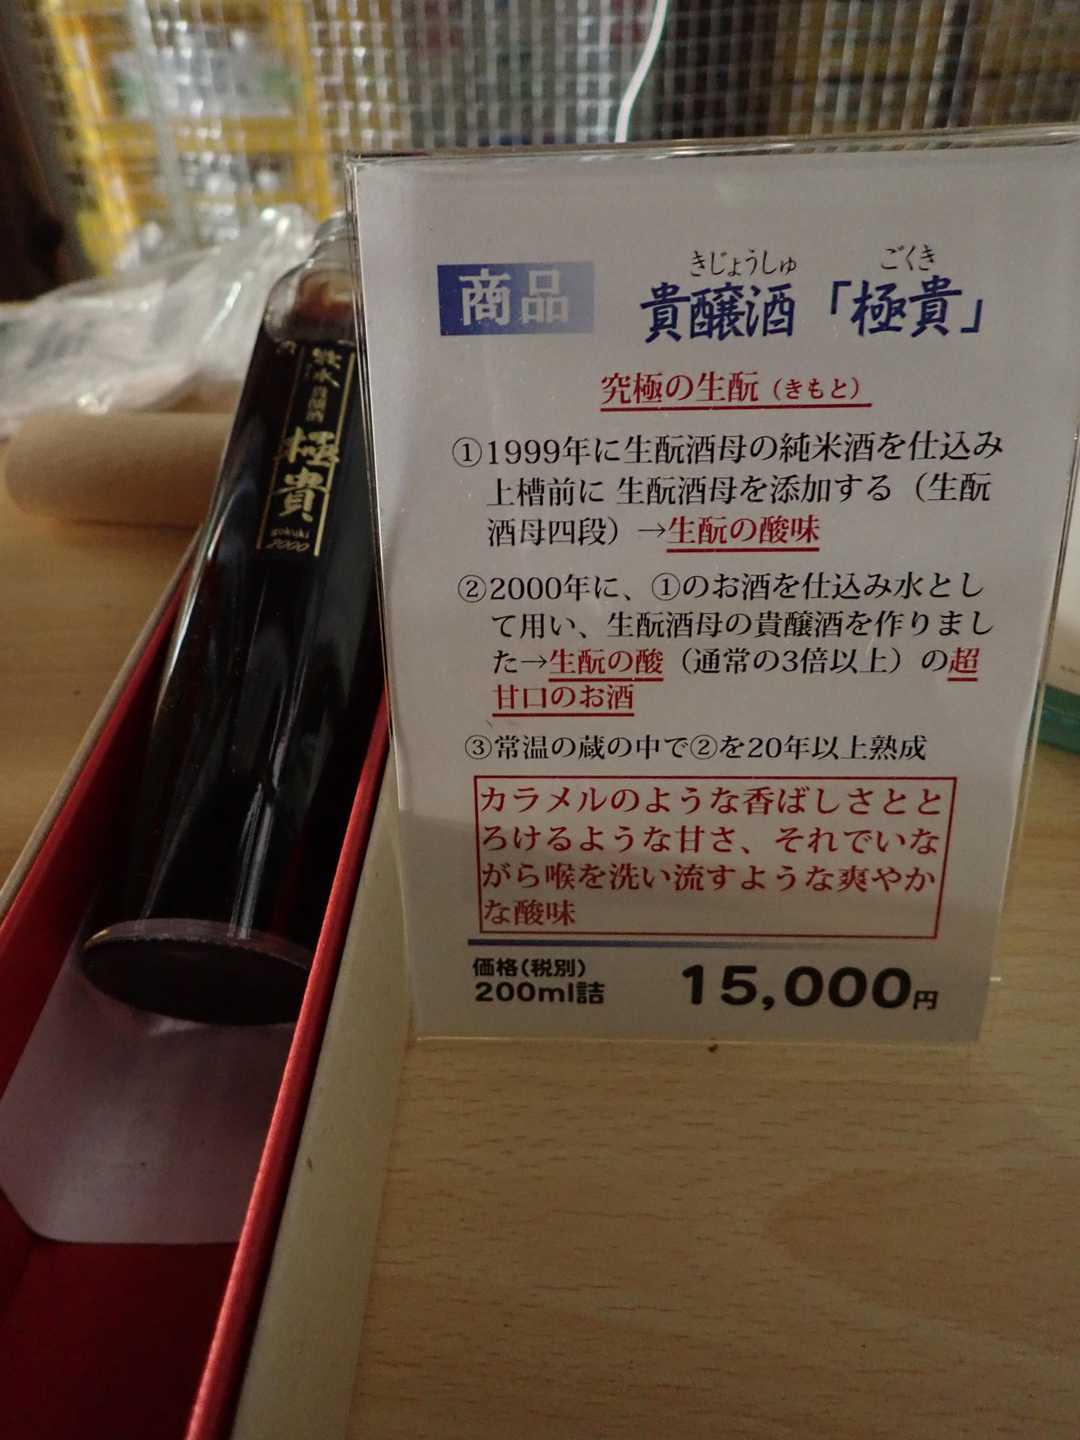 商品
きじょうしゅ ごくき
貴醸酒「極貴」
究極の生酛（きもと）
①1999年に生酛酒母の純米酒を仕込み
上槽前に 生酛酒母を添加する（生酛
酒母四段）→生酛の酸味
②2000年に、①のお酒を仕込み水とし
て用い、生酛酒母の貴醸酒を作りまし
た→生酛の酸（通常の3倍以上）の超
甘口のお酒
③常温の蔵の中で②を20年以上熟成
カラメルのような香ばしさとと
ろけるような甘さ、それでいな
がら喉を洗い流すような爽やか
な酸味
価格(税別)
200ml詰 15,000円
貴醸酒
極貴
gokuki
2000